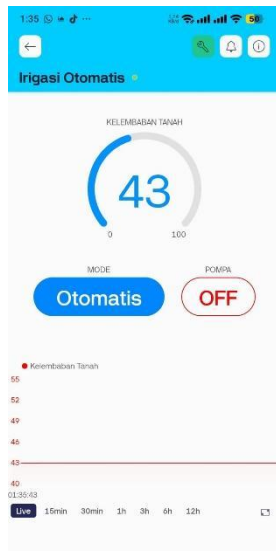 1:35
50
Irigasi Otomatis
KELEMBABAN TANAH
43
0 100
MODE POMPA
Otomatis OFF
Kelembaban Tanah
55
52
49
46
43
40
01:35:43
Live 15min 30min 1h 3h 6h 12h